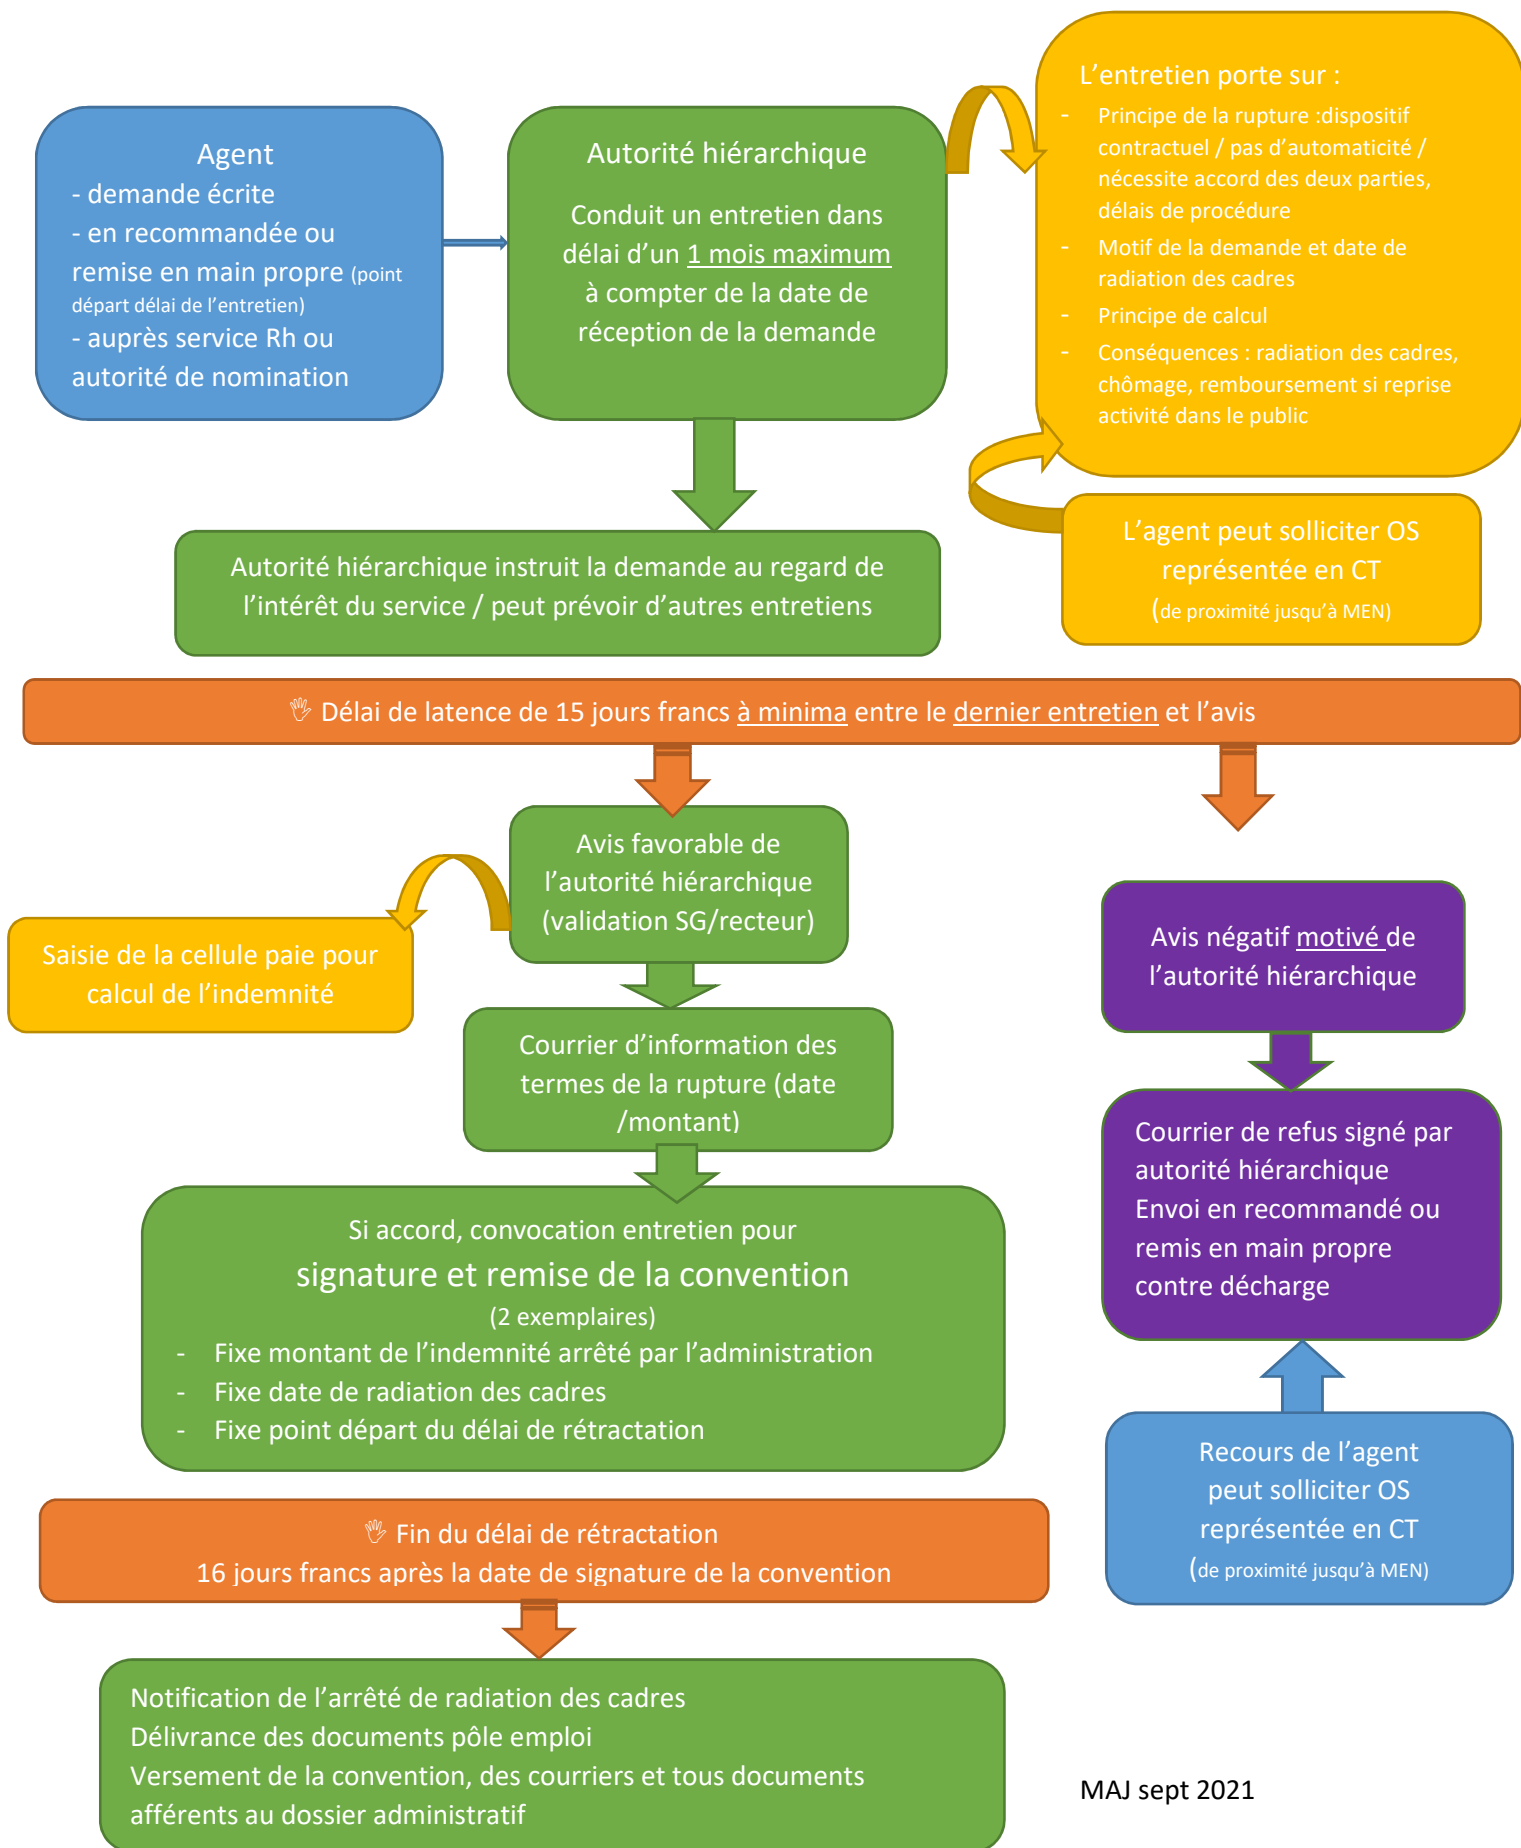 Agent
- demande écrite
- en recommandée ou
remise en main propre (point
départ délai de l'entretien)
- auprès service Rh ou
autorité de nomination
Autorité hiérarchique
Conduit un entretien dans
délai d'un 1 mois maximum
à compter de la date de
réception de la demande
L'entretien porte sur :
- Principe de la rupture :dispositif
contractuel / pas d'automaticité /
nécessite accord des deux parties,
délais de procédure
- Motif de la demande et date de
radiation des cadres
- Principe de calcul
- Conséquences : radiation des cadres,
chômage, remboursement si reprise
activité dans le public
L'agent peut solliciter OS
représentée en CT
(de proximité jusqu'à MEN)
Autorité hiérarchique instruit la demande au regard de
l'intérêt du service / peut prévoir d'autres entretiens
🖑 Délai de latence de 15 jours francs à minima entre le dernier entretien et l'avis
Avis favorable de
l'autorité hiérarchique
(validation SG/recteur)
Saisie de la cellule paie pour
calcul de l'indemnité
Courrier d'information des
termes de la rupture (date
/montant)
Si accord, convocation entretien pour
signature et remise de la convention
(2 exemplaires)
- Fixe montant de l'indemnité arrêté par l'administration
- Fixe date de radiation des cadres
- Fixe point départ du délai de rétractation
Avis négatif motivé de
l'autorité hiérarchique
Courrier de refus signé par
autorité hiérarchique
Envoi en recommandé ou
remis en main propre
contre décharge
Recours de l'agent
peut solliciter OS
représentée en CT
(de proximité jusqu'à MEN)
🖑 Fin du délai de rétractation
16 jours francs après la date de signature de la convention
Notification de l'arrêté de radiation des cadres
Délivrance des documents pôle emploi
Versement de la convention, des courriers et tous documents
afférents au dossier administratif
MAJ sept 2021